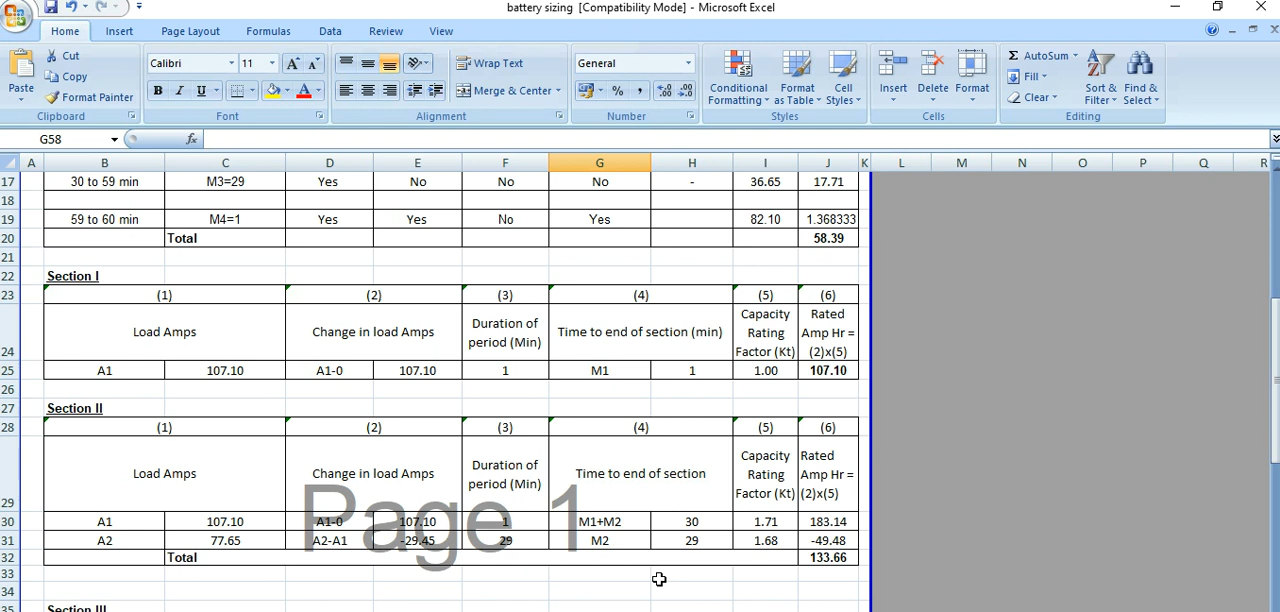 battery sizing [Compatibility Mode] - Microsoft Excel
Home Insert Page Layout Formulas Data Review View
Paste
Cut
Copy
Format Painter
Clipboard
Calibri 11
B I U
Font
Wrap Text
Merge & Center
Alignment
General
Number
Conditional Formatting
Format as Table
Cell Styles
Styles
Insert Delete Format
Cells
AutoSum
Fill
Clear
Sort & Filter
Find & Select
Editing
G58 fx
A B C D E F G H I J K L M N O P Q R
17 30 to 59 min M3=29 Yes No No No - 36.65 17.71
18
19 59 to 60 min M4=1 Yes Yes No Yes 82.10 1.368333
20 Total 58.39
21
22 Section I
23 (1) (2) (3) (4) (5) (6)
24 Load Amps Change in load Amps Duration of period (Min) Time to end of section (min) Capacity Rating Factor (Kt) Rated Amp Hr = (2)x(5)
25 A1 107.10 A1-0 107.10 1 M1 1 1.00 107.10
26
27 Section II
28 (1) (2) (3) (4) (5) (6)
29 Load Amps Change in load Amps Duration of period (Min) Time to end of section Capacity Rating Factor (Kt) Rated Amp Hr = (2)x(5)
Page 1
30 A1 107.10 A1-0 107.10 1 M1+M2 30 1.71 183.14
31 A2 77.65 A2-A1 -29.45 29 M2 29 1.68 -49.48
32 Total 133.66
33
34
35 Section III